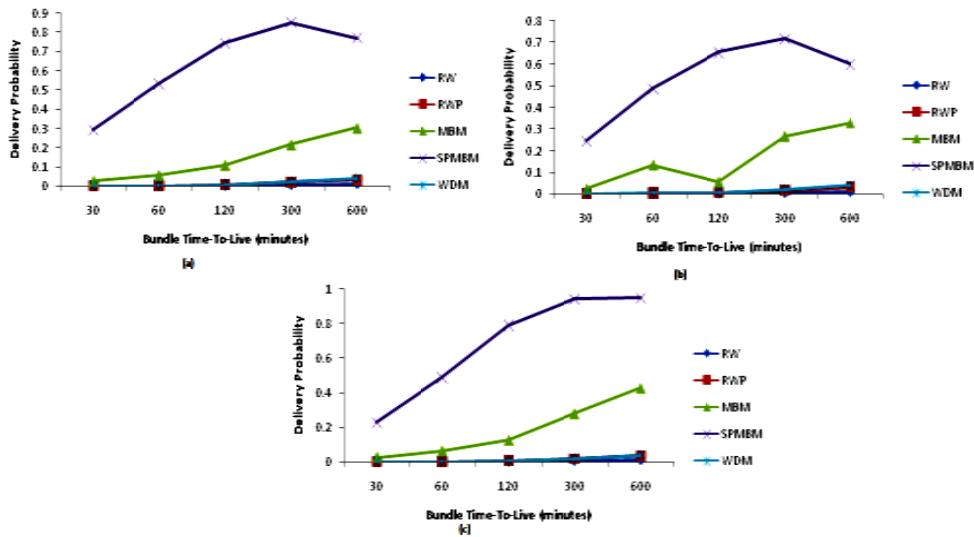 0.9
0.8
0.7
0.6
0.5
0.4
0.3
0.2
0.1
0
Delivery Probability
30 60 120 300 600
Bundle Time-To-Live (minutes)
(a)
RW
RWP
MBM
SPMBM
WDM
0.8
0.7
0.6
0.5
0.4
0.3
0.2
0.1
0
Delivery Probability
30 60 120 300 600
Bundle Time-To-Live (minutes)
(b)
RW
RWP
MBM
SPMBM
WDM
1
0.8
0.6
0.4
0.2
0
Delivery Probability
30 60 120 300 600
Bundle Time-To-Live (minutes)
(c)
RW
RWP
MBM
SPMBM
WDM